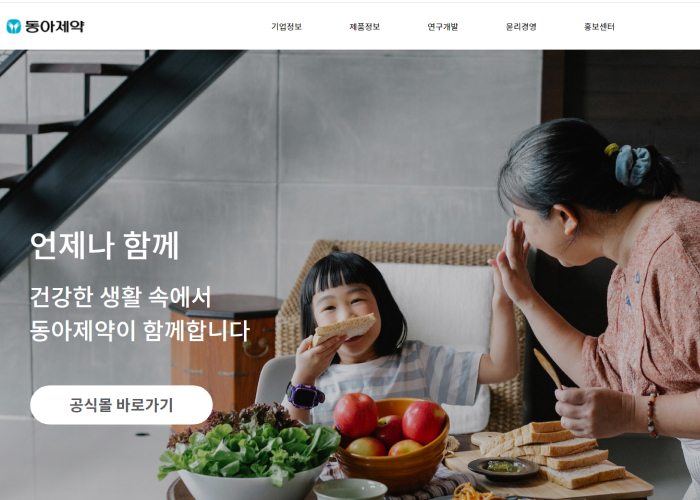 동아제약
기업정보
제품정보
연구개발
윤리경영
홍보센터
언제나 함께
건강한 생활 속에서
동아제약이 함께합니다
공식몰 바로가기